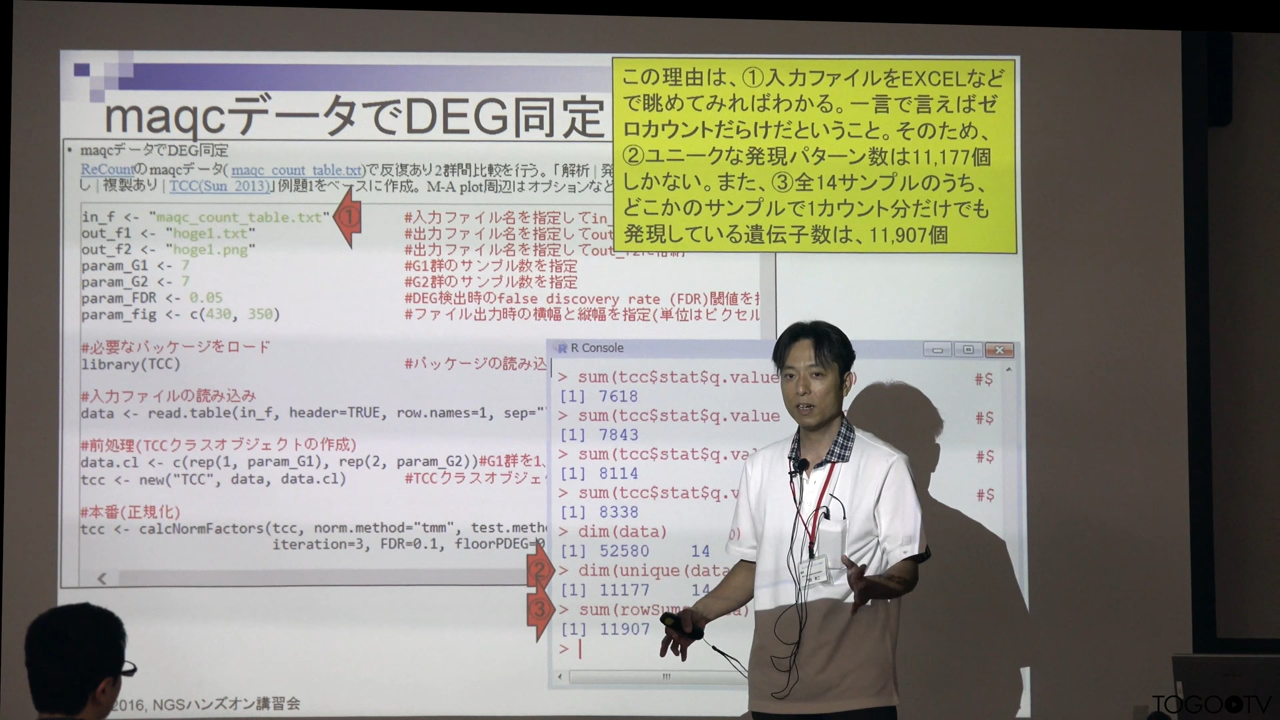 maqcデータでDEG同定
この理由は、①入力ファイルをEXCELなど
で眺めてみればわかる。一言で言えばゼ
ロカウントだらけだということ。そのため、
②ユニークな発現パターン数は11,177個
しかない。また、③全14サンプルのうち、
どこかのサンプルで1カウント分だけでも
発現している遺伝子数は、11,907個
• maqcデータでDEG同定
ReCountのmaqcデータ( maqc_count_table.txt)で反復あり2群間比較を行う。「解析 | 発
し | 複製あり | TCC(Sun_2013)」例題1をベースに作成。M-A plot周辺はオプションなど
in_f <- "maqc_count_table.txt" ① #入力ファイル名を指定してin_
out_f1 <- "hoge1.txt" #出力ファイル名を指定してout
out_f2 <- "hoge1.png" #出力ファイル名を指定してout_f2に格納
param_G1 <- 7 #G1群のサンプル数を指定
param_G2 <- 7 #G2群のサンプル数を指定
param_FDR <- 0.05 #DEG検出時のfalse discovery rate (FDR)閾値を指
param_fig <- c(430, 350) #ファイル出力時の横幅と縦幅を指定(単位はピクセル
#必要なパッケージをロード
library(TCC) #パッケージの読み込
#入力ファイルの読み込み
data <- read.table(in_f, header=TRUE, row.names=1, sep="
#前処理(TCCクラスオブジェクトの作成)
data.cl <- c(rep(1, param_G1), rep(2, param_G2))#G1群を1、
tcc <- new("TCC", data, data.cl) #TCCクラスオブジェ
#本番(正規化)
tcc <- calcNormFactors(tcc, norm.method="tmm", test.meth
iteration=3, FDR=0.1, floorPDEG=0
R Console
> sum(tcc$stat$q.value #$
[1] 7618
> sum(tcc$stat$q.value #$
[1] 7843
> sum(tcc$stat$q.v #$
[1] 8114
> sum(tcc$stat$q.v #$
[1] 8338
> dim(data)
[1] 52580 14
② > dim(unique(data
[1] 11177 14
③ > sum(rowSum
[1] 11907
>
2016, NGSハンズオン講習会
TOGOTV